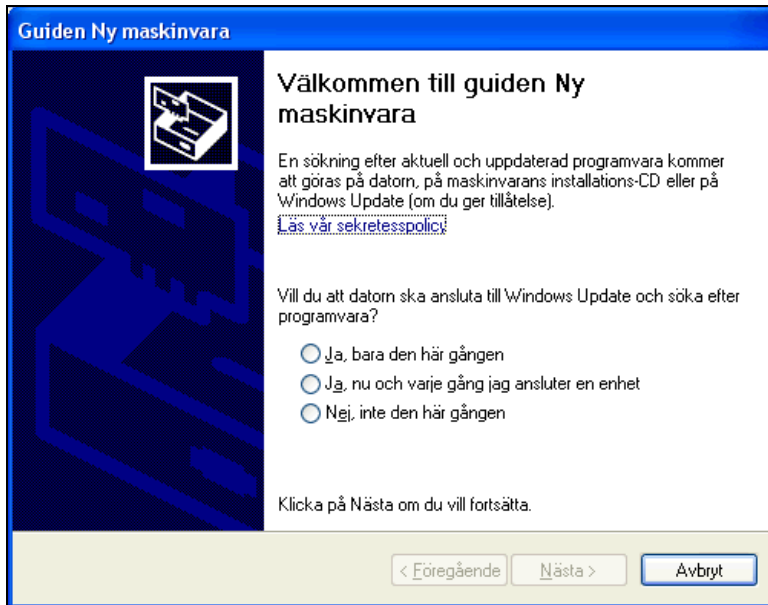 Guiden Ny maskinvara
Välkommen till guiden Ny
maskinvara
En sökning efter aktuell och uppdaterad programvara kommer
att göras på datorn, på maskinvarans installations-CD eller på
Windows Update (om du ger tillåtelse).
Läs vår sekretesspolicy
Vill du att datorn ska ansluta till Windows Update och söka efter
programvara?
Ja, bara den här gången
Ja, nu och varje gång jag ansluter en enhet
Nej, inte den här gången
Klicka på Nästa om du vill fortsätta.
< Föregående
Nästa >
Avbryt